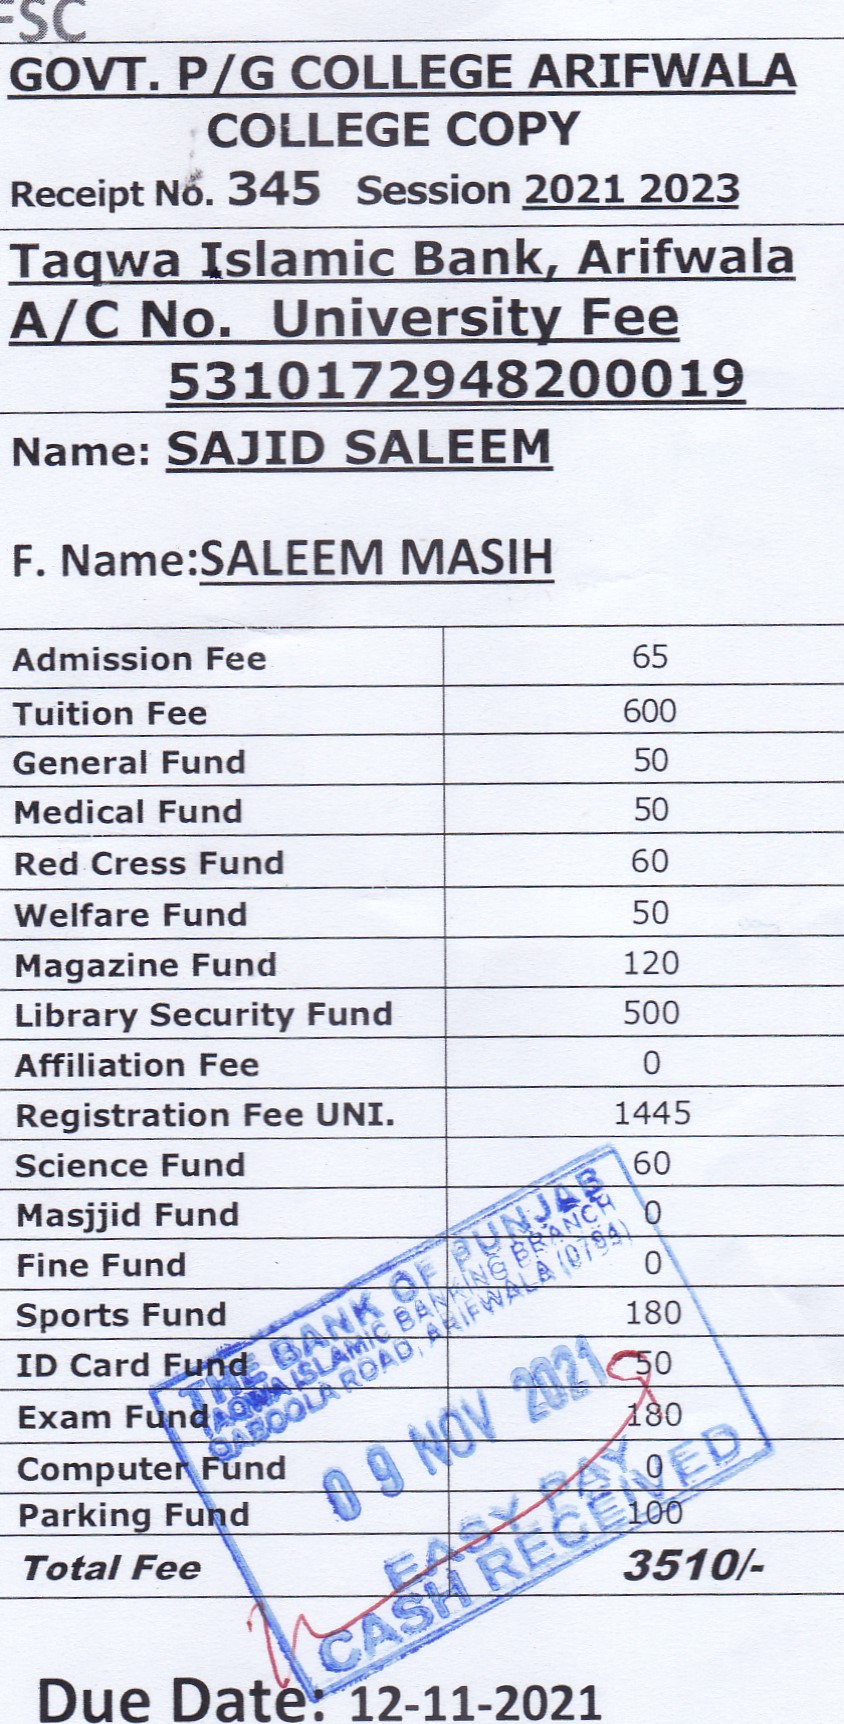 FSC
GOVT. P/G COLLEGE ARIFWALA
COLLEGE COPY
Receipt No. 345 Session 2021 2023
Taqwa Islamic Bank, Arifwala
A/C No. University Fee
5310172948200019
Name: SAJID SALEEM
F. Name:SALEEM MASIH
Admission Fee 65
Tuition Fee 600
General Fund 50
Medical Fund 50
Red Cress Fund 60
Welfare Fund 50
Magazine Fund 120
Library Security Fund 500
Affiliation Fee 0
Registration Fee UNI. 1445
Science Fund 60
Masjjid Fund 0
Fine Fund 0
Sports Fund 180
ID Card Fund 50
Exam Fund 180
Computer Fund 0
Parking Fund 100
Total Fee 3510/-
THE BANK OF PUNJAB
TAQWA ISLAMIC BANKING BRANCH
QABOOLA ROAD, ARIFWALA (0794)
09 NOV 2021
EASY PAY
CASH RECEIVED
Due Date: 12-11-2021